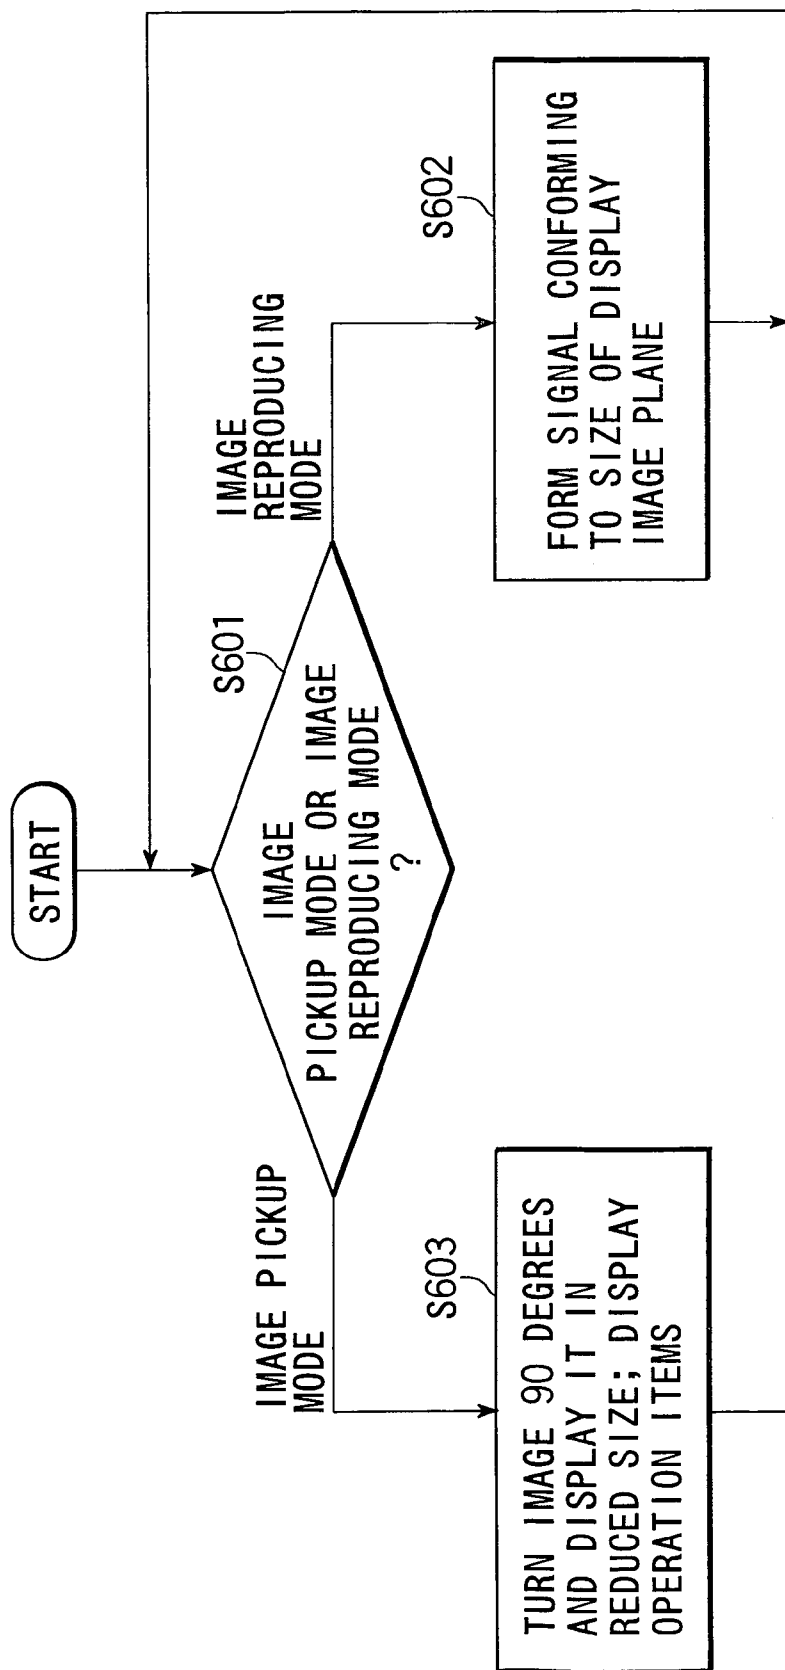 START
S601
IMAGE
PICKUP MODE OR IMAGE
REPRODUCING MODE
?
IMAGE PICKUP
MODE
IMAGE
REPRODUCING
MODE
S603
TURN IMAGE 90 DEGREES
AND DISPLAY IT IN
REDUCED SIZE; DISPLAY
OPERATION ITEMS
S602
FORM SIGNAL CONFORMING
TO SIZE OF DISPLAY
IMAGE PLANE